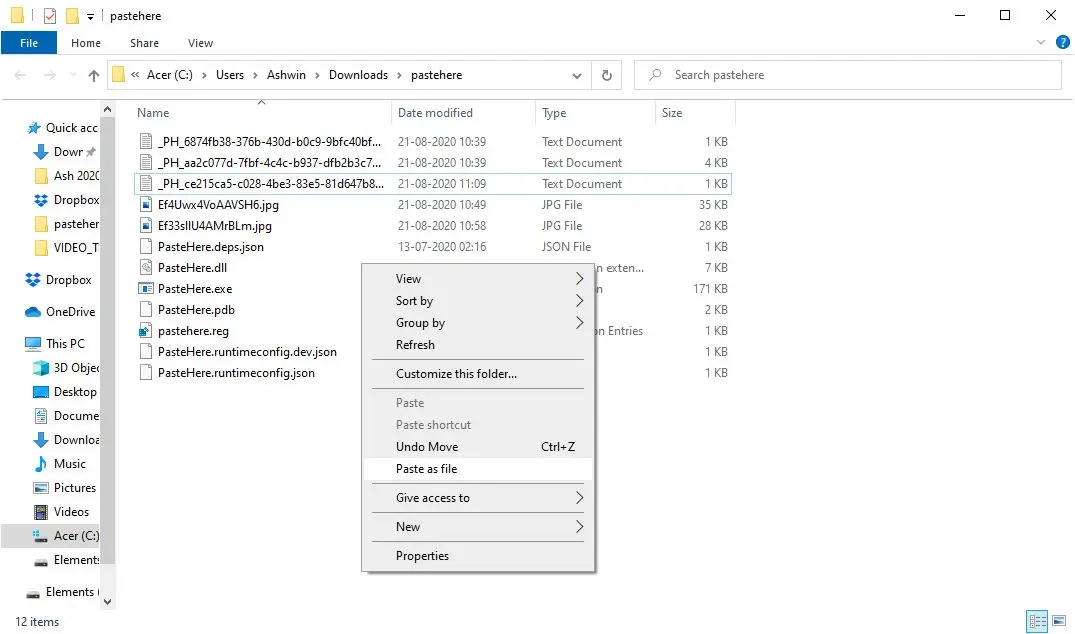 pastehere
File Home Share View
« Acer (C:) › Users › Ashwin › Downloads › pastehere
Search pastehere
Name Date modified Type Size
Quick acc
Down
Ash 2020
Dropbox
pasteher
VIDEO_T
Dropbox
OneDrive
This PC
3D Objec
Desktop
Docume
Downloa
Music
Pictures
Videos
Acer (C:)
Elements
Elements (
_PH_6874fb38-376b-430d-b0c9-9bfc40bf... 21-08-2020 10:39 Text Document 1 KB
_PH_aa2c077d-7fbf-4c4c-b937-dfb2b3c7... 21-08-2020 10:39 Text Document 4 KB
_PH_ce215ca5-c028-4be3-83e5-81d647b8... 21-08-2020 11:09 Text Document 1 KB
Ef4Uwx4VoAAVSH6.jpg 21-08-2020 10:49 JPG File 35 KB
Ef33sIlU4AMrBLm.jpg 21-08-2020 10:58 JPG File 28 KB
PasteHere.deps.json 13-07-2020 02:16 JSON File 1 KB
PasteHere.dll n exten... 7 KB
PasteHere.exe n 171 KB
PasteHere.pdb 2 KB
pastehere.reg on Entries 1 KB
PasteHere.runtimeconfig.dev.json 1 KB
PasteHere.runtimeconfig.json 1 KB
View
Sort by
Group by
Refresh
Customize this folder...
Paste
Paste shortcut
Undo Move Ctrl+Z
Paste as file
Give access to
New
Properties
12 items